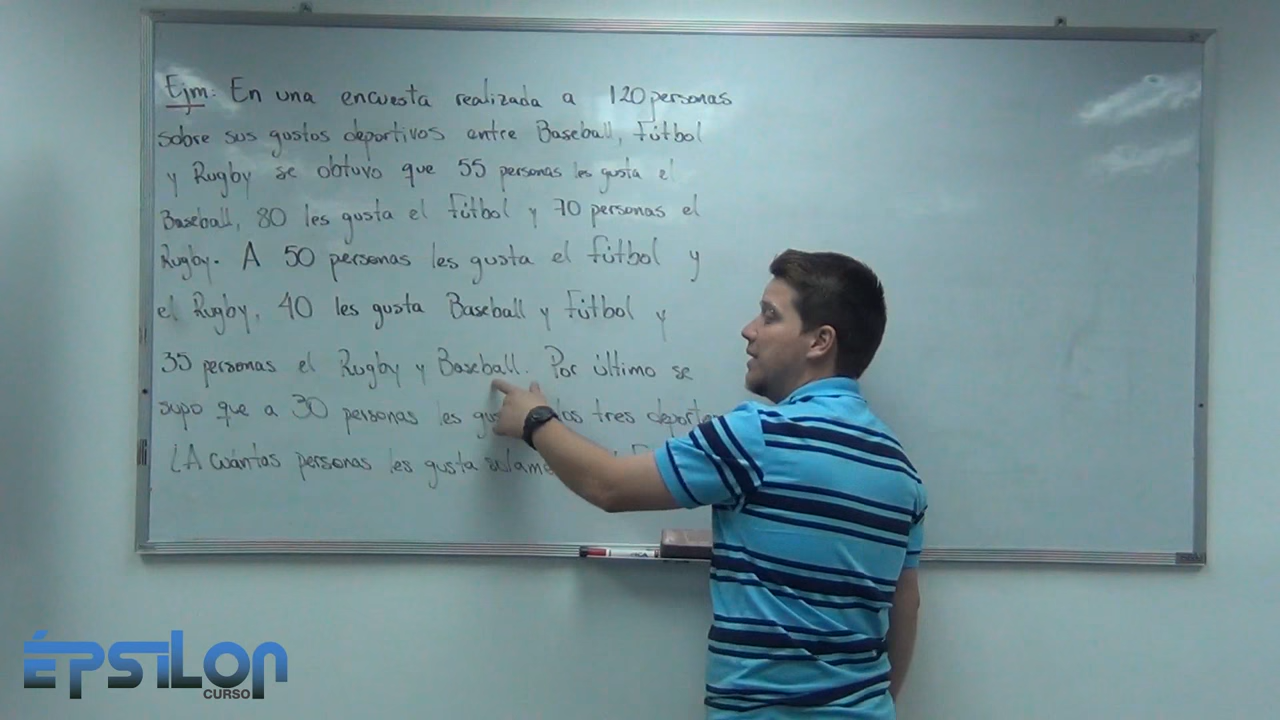 Ejm: En una encuesta realizada a 120 personas
sobre sus gustos deportivos entre Baseball, Fútbol
y Rugby se obtuvo que 55 personas les gusta el
Baseball, 80 les gusta el fútbol y 70 personas el
Rugby. A 50 personas les gusta el fútbol y
el Rugby, 40 les gusta Baseball y Fútbol y
35 personas el Rugby y Baseball. Por último se
supo que a 30 personas les los tres
¿A cuántas personas les gusta
ÉPSILON
CURSO